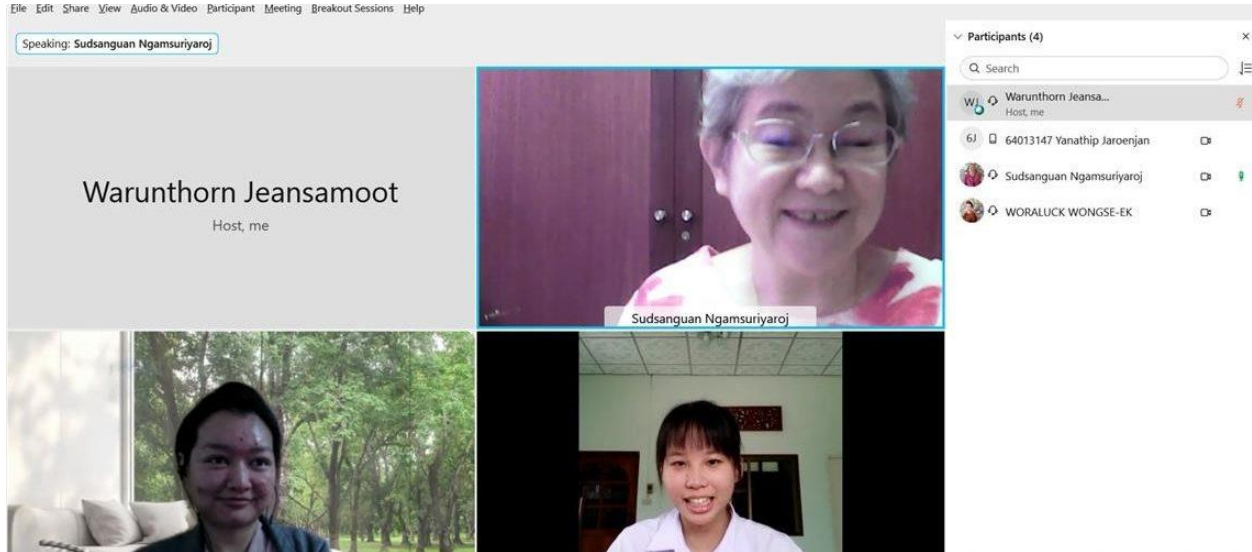 File Edit Share View Audio & Video Participant Meeting Breakout Sessions Help
Speaking: Sudsanguan Ngamsuriyaroj
Warunthorn Jeansamoot
Host, me
Sudsanguan Ngamsuriyaroj
Participants (4)
Search
WJ
Warunthorn Jeansa...
Host, me
6J
64013147 Yanathip Jaroenjan
Sudsanguan Ngamsuriyaroj
WORALUCK WONGSE-EK